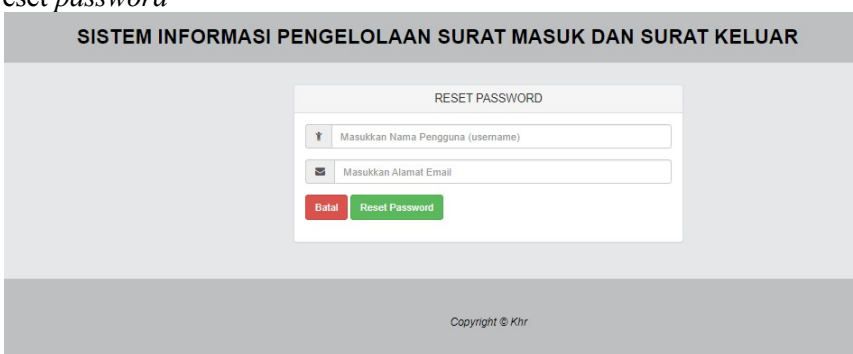 eset password
SISTEM INFORMASI PENGELOLAAN SURAT MASUK DAN SURAT KELUAR
RESET PASSWORD
Masukkan Nama Pengguna (username)
Masukkan Alamat Email
Batal Reset Password
Copyright © Khr